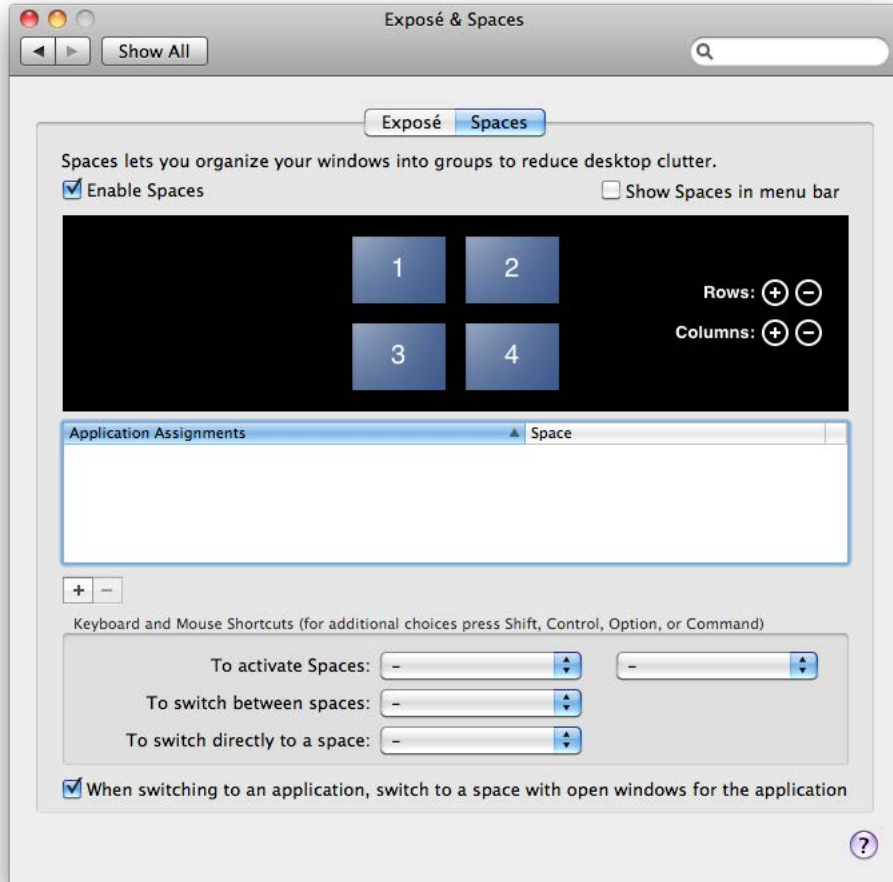 Exposé & Spaces
Show All
Exposé Spaces
Spaces lets you organize your windows into groups to reduce desktop clutter.
Enable Spaces Show Spaces in menu bar
1 2
Rows: + −
Columns: + −
3 4
Application Assignments Space
+ −
Keyboard and Mouse Shortcuts (for additional choices press Shift, Control, Option, or Command)
To activate Spaces: – –
To switch between spaces: –
To switch directly to a space: –
When switching to an application, switch to a space with open windows for the application
?